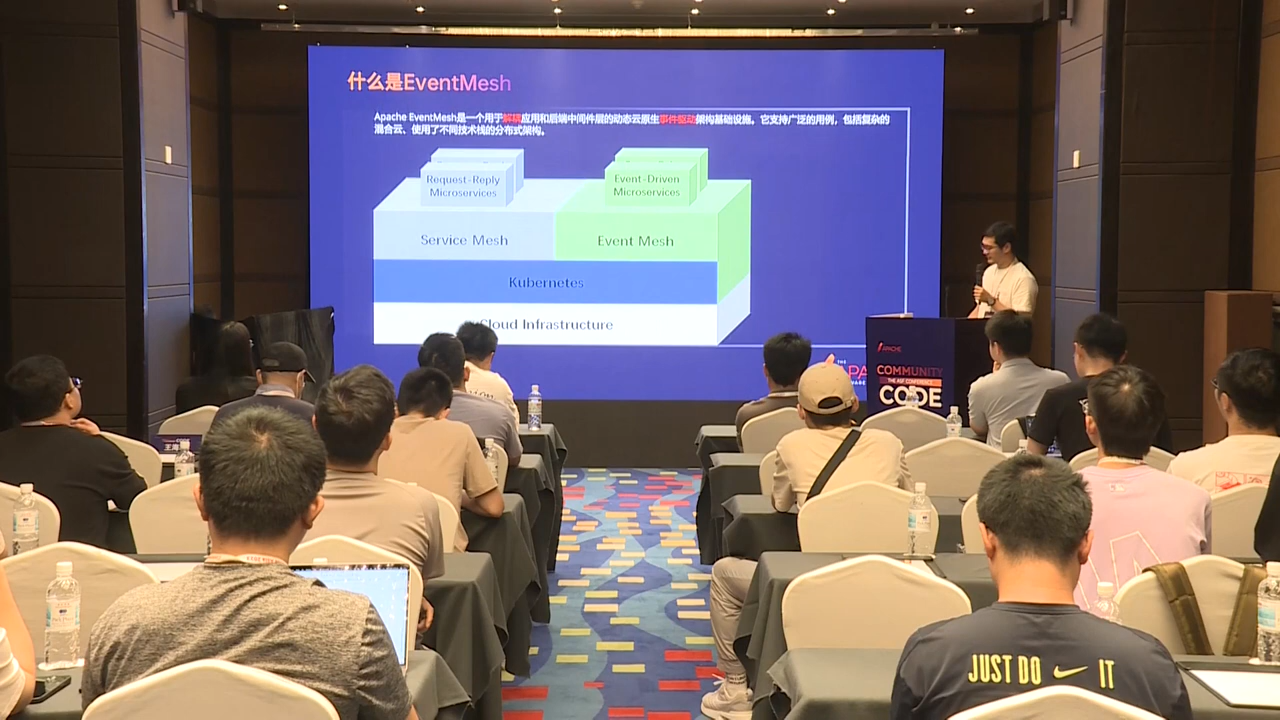 什么是EventMesh
Apache EventMesh是一个用于解耦应用和后端中间件层的动态云原生事件驱动架构基础设施。它支持广泛的用例，包括复杂的
混合云、使用了不同技术栈的分布式架构。
Request-Reply
Microservices
Event-Driven
Microservices
Service Mesh
Event Mesh
Kubernetes
Cloud Infrastructure
THE
APACHE
COMMUNITY
THE ASF CONFERENCE
CODE
JUST DO IT